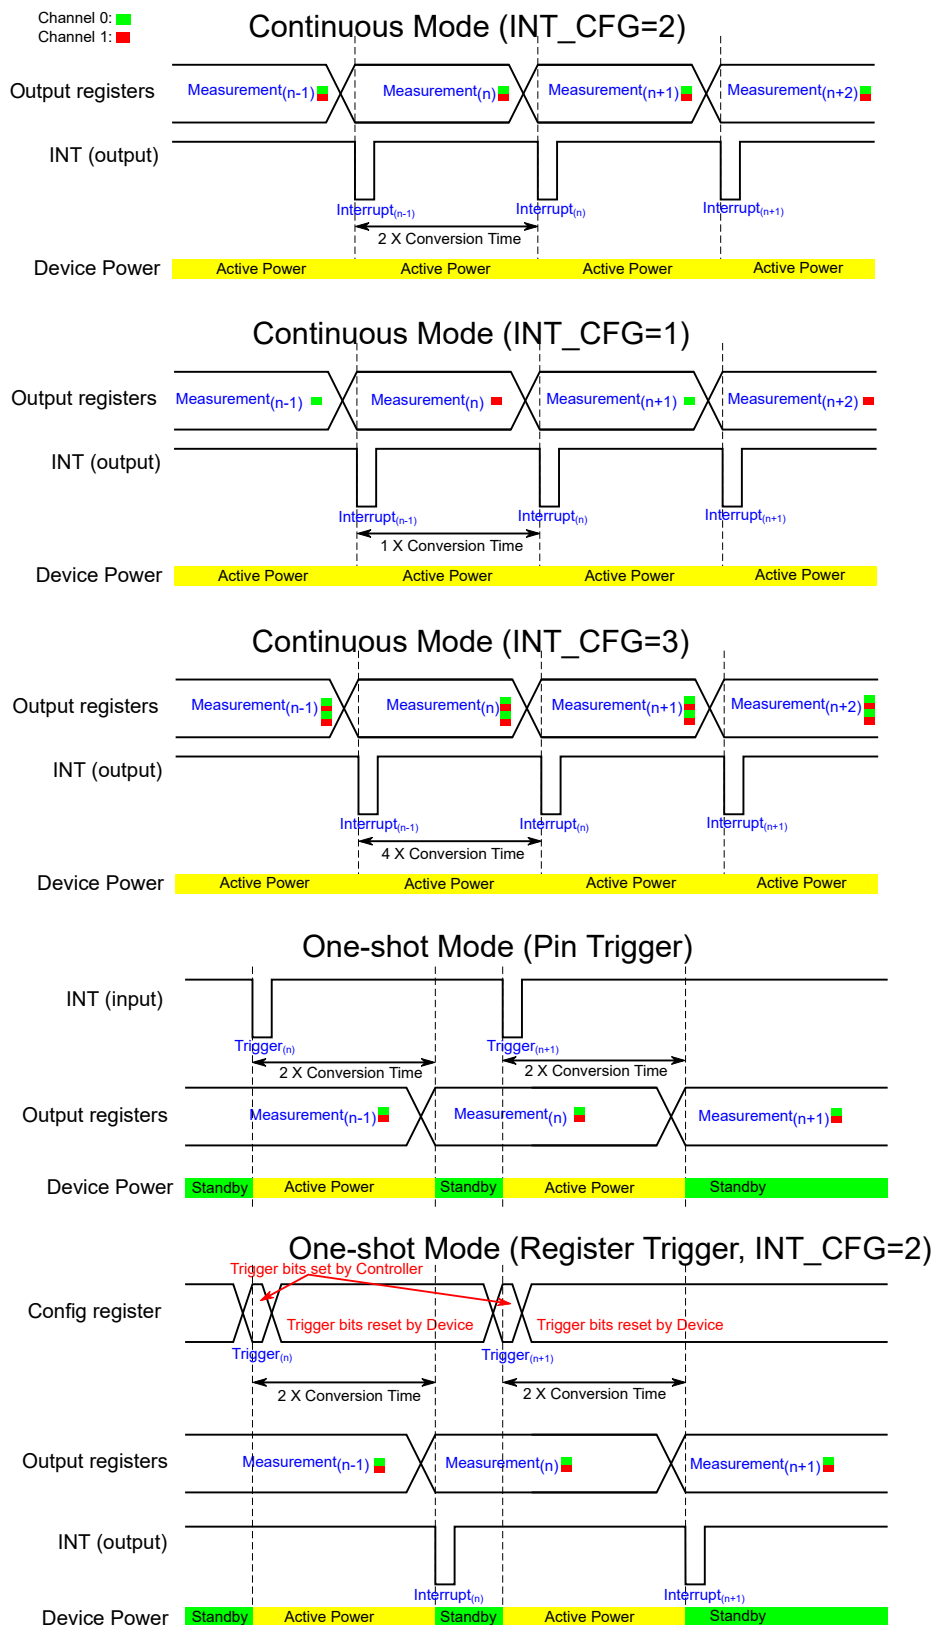 Channel 0:
Channel 1:
Continuous Mode (INT_CFG=2)
Output registers
Measurement(n-1)
Measurement(n)
Measurement(n+1)
Measurement(n+2)
INT (output)
Interrupt(n-1)
Interrupt(n)
Interrupt(n+1)
2 X Conversion Time
Device Power
Active Power
Active Power
Active Power
Active Power
Continuous Mode (INT_CFG=1)
Output registers
Measurement(n-1)
Measurement(n)
Measurement(n+1)
Measurement(n+2)
INT (output)
Interrupt(n-1)
Interrupt(n)
Interrupt(n+1)
1 X Conversion Time
Device Power
Active Power
Active Power
Active Power
Active Power
Continuous Mode (INT_CFG=3)
Output registers
Measurement(n-1)
Measurement(n)
Measurement(n+1)
Measurement(n+2)
INT (output)
Interrupt(n-1)
Interrupt(n)
Interrupt(n+1)
4 X Conversion Time
Device Power
Active Power
Active Power
Active Power
Active Power
One-shot Mode (Pin Trigger)
INT (input)
Trigger(n)
Trigger(n+1)
2 X Conversion Time
2 X Conversion Time
Output registers
Measurement(n-1)
Measurement(n)
Measurement(n+1)
Device Power
Standby
Active Power
Standby
Active Power
Standby
One-shot Mode (Register Trigger, INT_CFG=2)
Trigger bits set by Controller
Config register
Trigger bits reset by Device
Trigger bits reset by Device
Trigger(n)
Trigger(n+1)
2 X Conversion Time
2 X Conversion Time
Output registers
Measurement(n-1)
Measurement(n)
Measurement(n+1)
INT (output)
Interrupt(n)
Interrupt(n+1)
Device Power
Standby
Active Power
Standby
Active Power
Standby